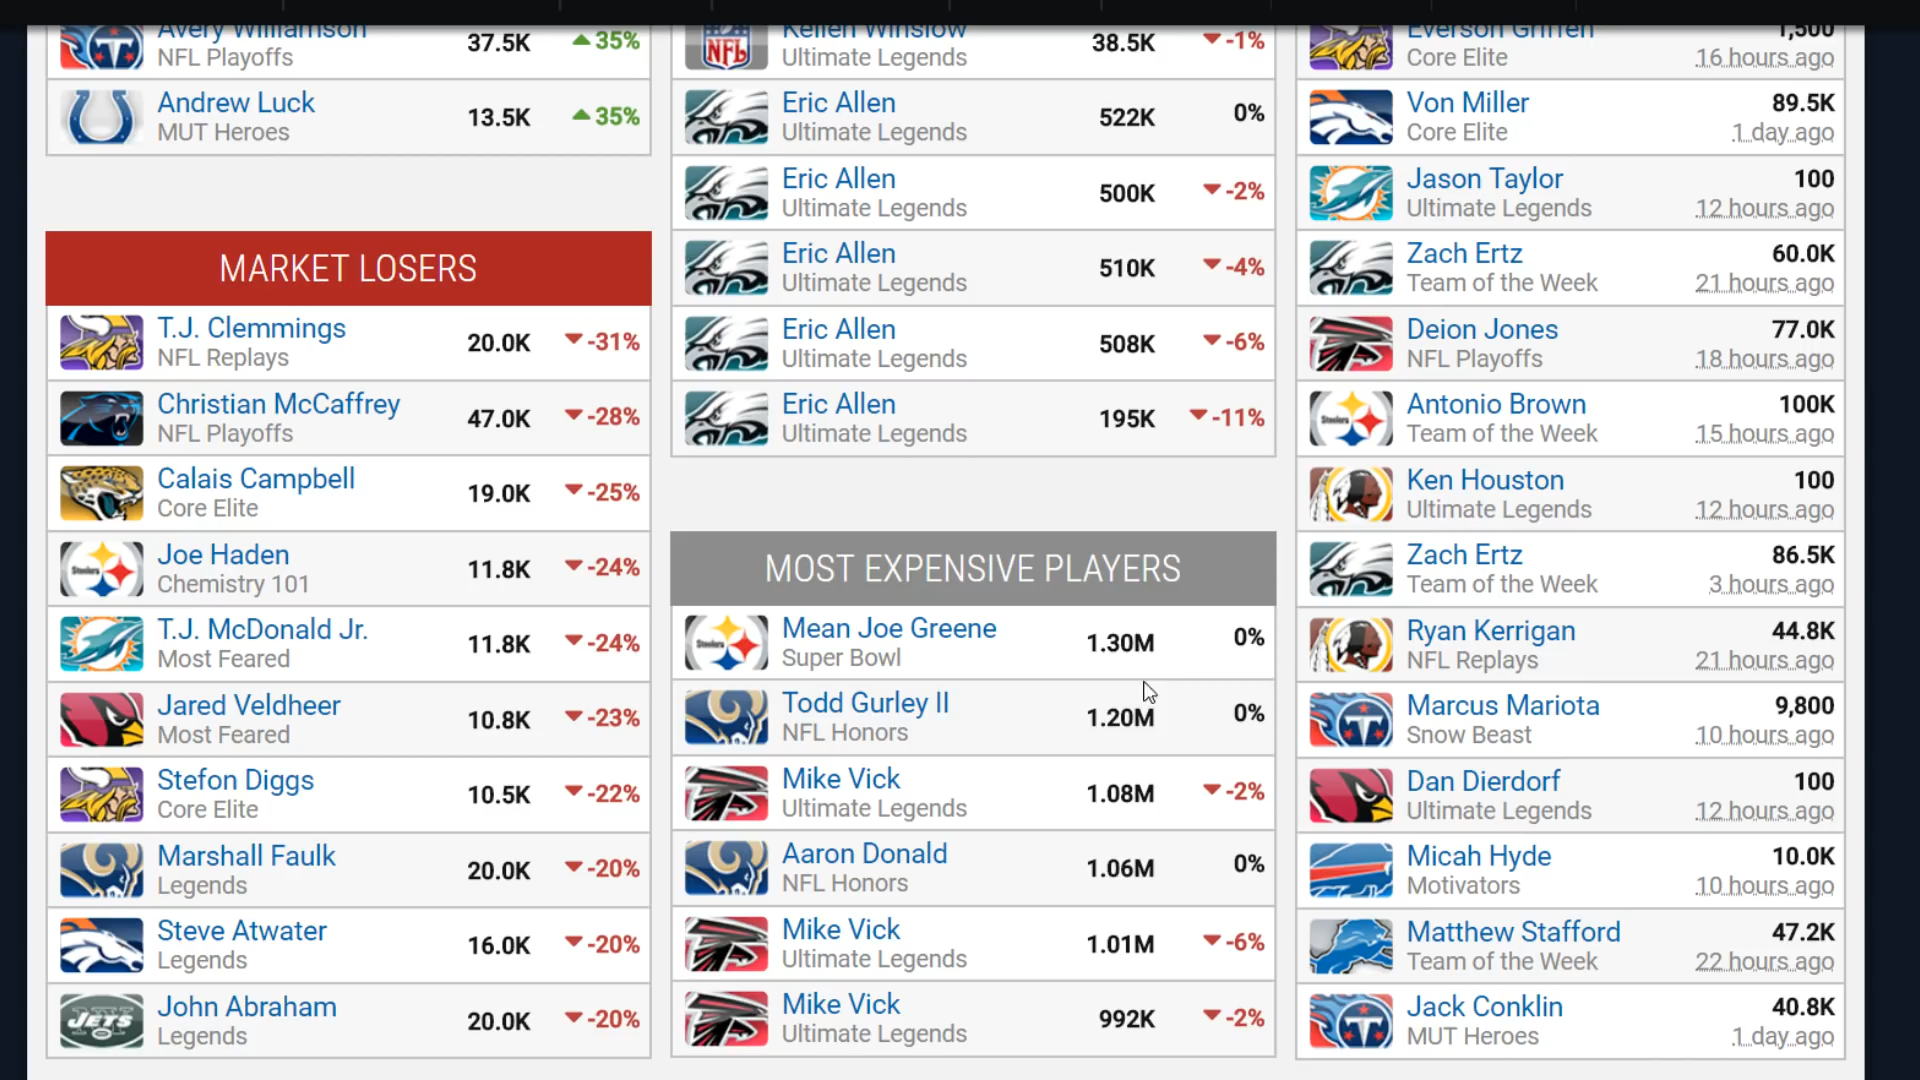 Avery Williamson
NFL Playoffs
37.5K
35%
Andrew Luck
MUT Heroes
13.5K
35%
MARKET LOSERS
T.J. Clemmings
NFL Replays
20.0K
-31%
Christian McCaffrey
NFL Playoffs
47.0K
-28%
Calais Campbell
Core Elite
19.0K
-25%
Joe Haden
Chemistry 101
11.8K
-24%
T.J. McDonald Jr.
Most Feared
11.8K
-24%
Jared Veldheer
Most Feared
10.8K
-23%
Stefon Diggs
Core Elite
10.5K
-22%
Marshall Faulk
Legends
20.0K
-20%
Steve Atwater
Legends
16.0K
-20%
John Abraham
Legends
20.0K
-20%
Kellen Winslow
Ultimate Legends
38.5K
-1%
Eric Allen
Ultimate Legends
522K
0%
Eric Allen
Ultimate Legends
500K
-2%
Eric Allen
Ultimate Legends
510K
-4%
Eric Allen
Ultimate Legends
508K
-6%
Eric Allen
Ultimate Legends
195K
-11%
MOST EXPENSIVE PLAYERS
Mean Joe Greene
Super Bowl
1.30M
0%
Todd Gurley II
NFL Honors
1.20M
0%
Mike Vick
Ultimate Legends
1.08M
-2%
Aaron Donald
NFL Honors
1.06M
0%
Mike Vick
Ultimate Legends
1.01M
-6%
Mike Vick
Ultimate Legends
992K
-2%
Everson Griffen
Core Elite
1,500
16 hours ago
Von Miller
Core Elite
89.5K
1 day ago
Jason Taylor
Ultimate Legends
100
12 hours ago
Zach Ertz
Team of the Week
60.0K
21 hours ago
Deion Jones
NFL Playoffs
77.0K
18 hours ago
Antonio Brown
Team of the Week
100K
15 hours ago
Ken Houston
Ultimate Legends
100
12 hours ago
Zach Ertz
Team of the Week
86.5K
3 hours ago
Ryan Kerrigan
NFL Replays
44.8K
21 hours ago
Marcus Mariota
Snow Beast
9,800
10 hours ago
Dan Dierdorf
Ultimate Legends
100
12 hours ago
Micah Hyde
Motivators
10.0K
10 hours ago
Matthew Stafford
Team of the Week
47.2K
22 hours ago
Jack Conklin
MUT Heroes
40.8K
1 day ago
NFL
Steelers
JETS
Steelers
Steelers